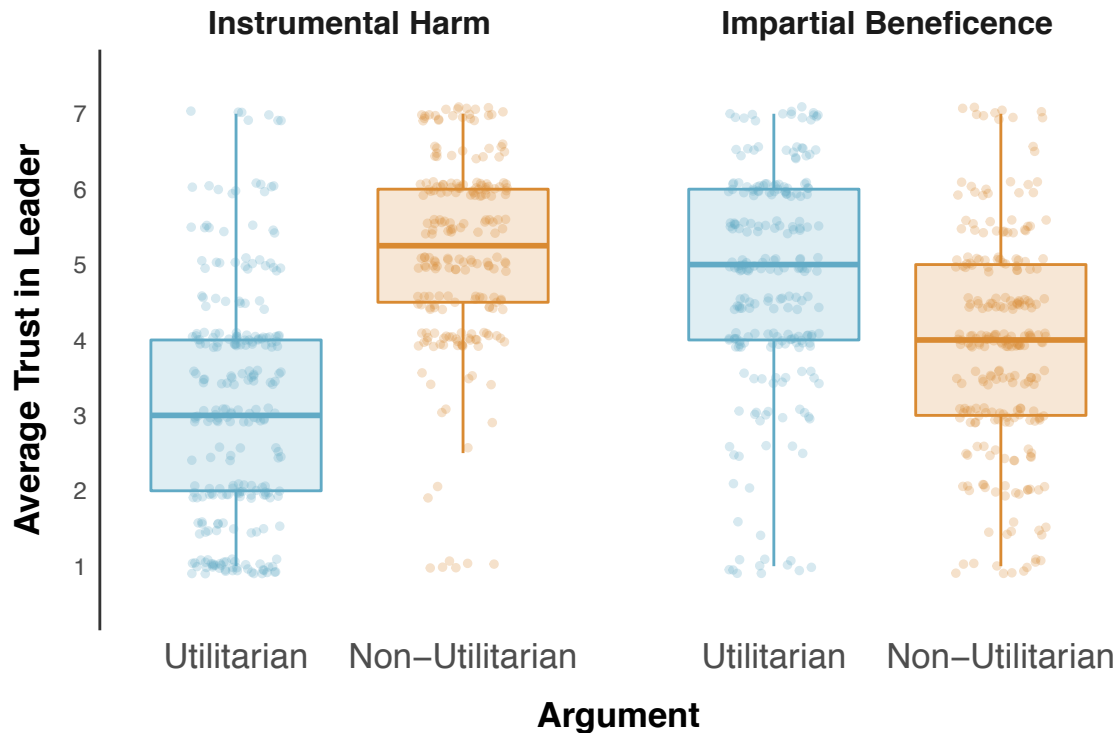 Instrumental Harm
Impartial Beneficence
Average Trust in Leader
7
6
5
4
3
2
1
Utilitarian
Non−Utilitarian
Utilitarian
Non−Utilitarian
Argument